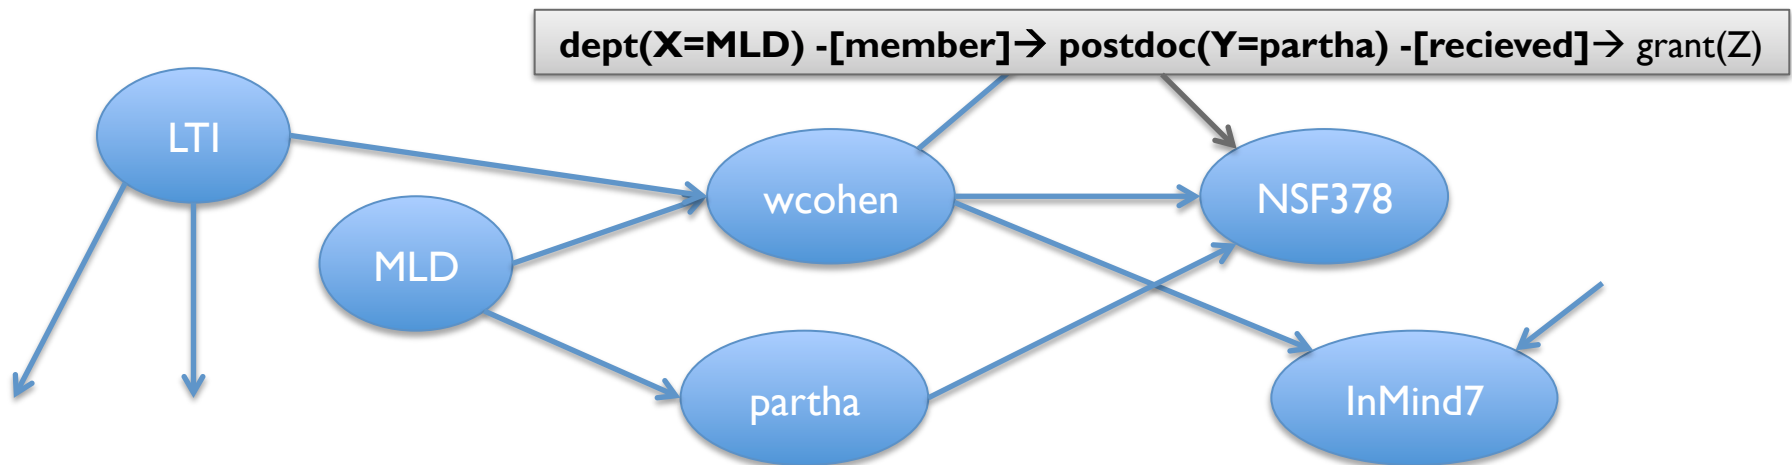 dept(X=MLD) -[member]→ postdoc(Y=partha) -[recieved]→ grant(Z)
LTI
wcohen
NSF378
MLD
partha
InMind7